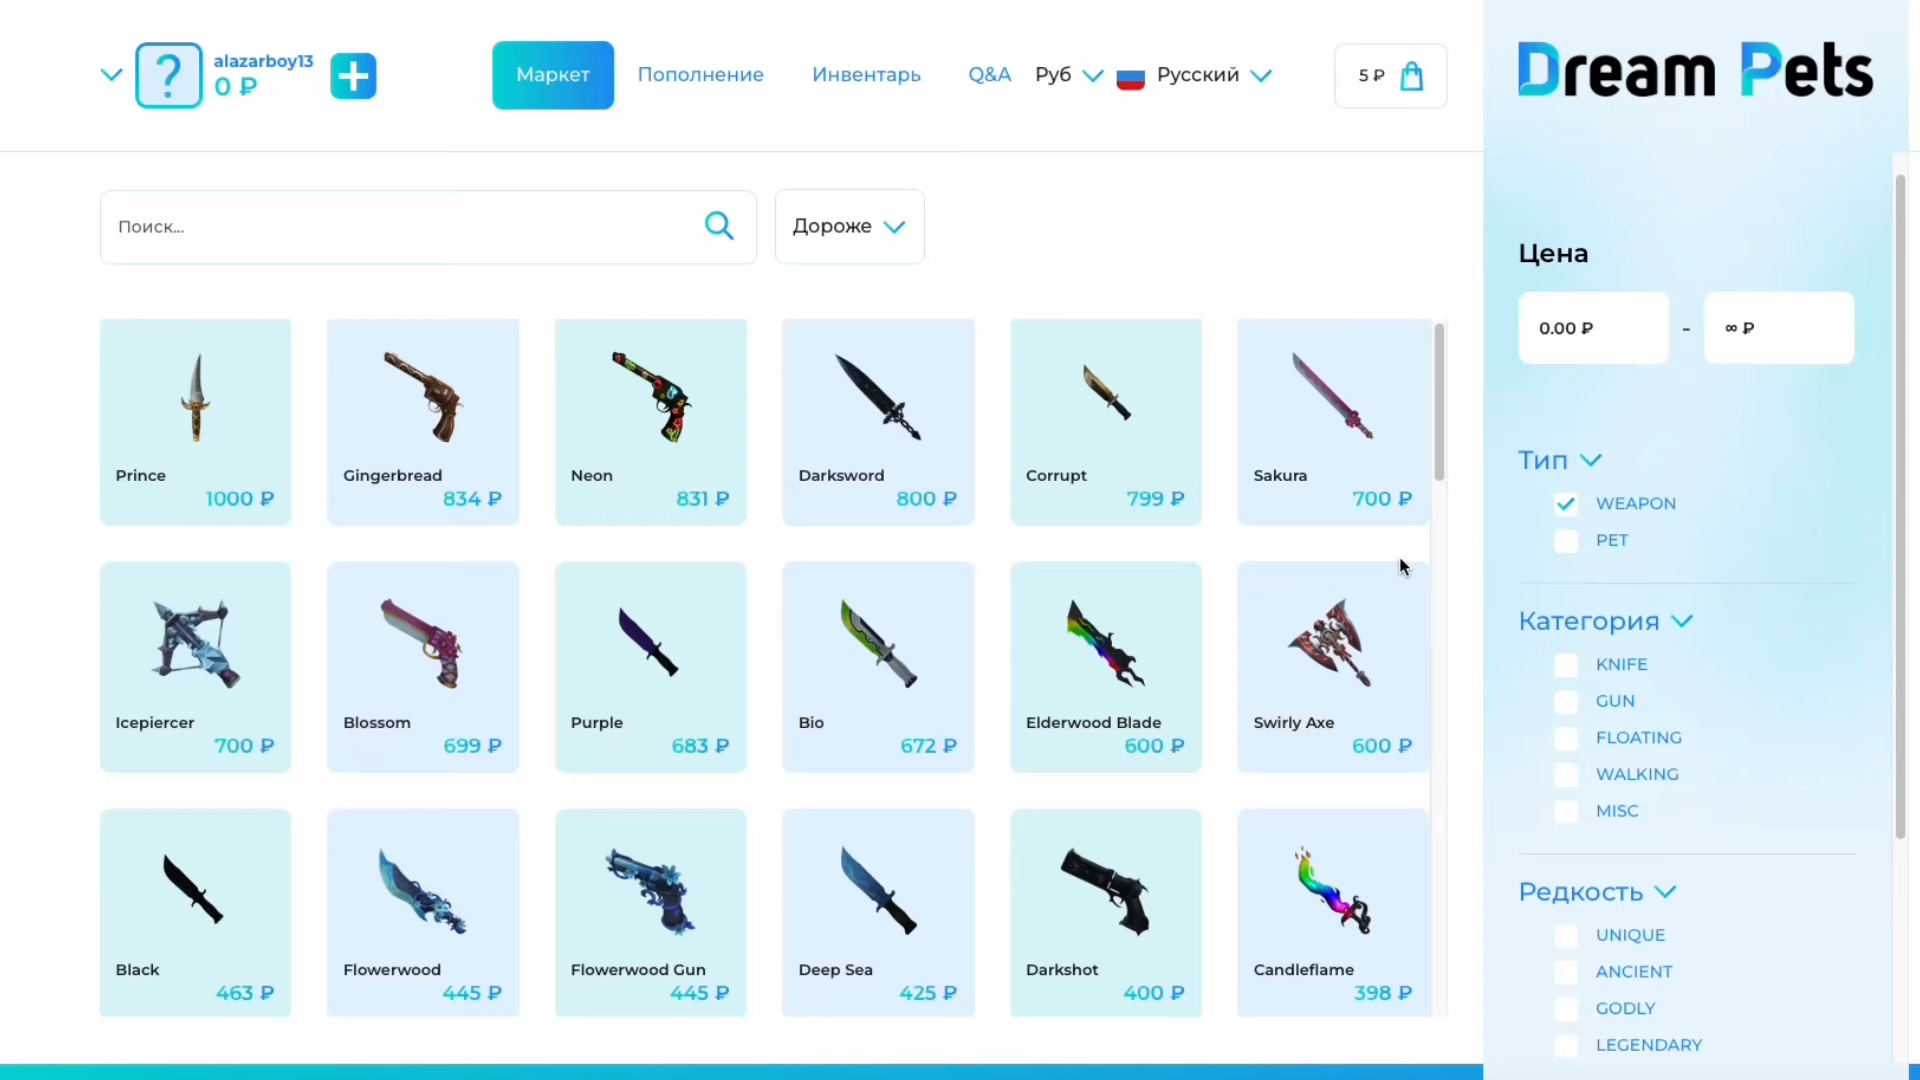 alazarboy13
0 ₽
Маркет
Пополнение
Инвентарь
Q&A
Руб
Русский
5 ₽
Dream Pets
Поиск...
Дороже
Prince
1000 ₽
Gingerbread
834 ₽
Neon
831 ₽
Darksword
800 ₽
Corrupt
799 ₽
Sakura
700 ₽
Icepiercer
700 ₽
Blossom
699 ₽
Purple
683 ₽
Bio
672 ₽
Elderwood Blade
600 ₽
Swirly Axe
600 ₽
Black
463 ₽
Flowerwood
445 ₽
Flowerwood Gun
445 ₽
Deep Sea
425 ₽
Darkshot
400 ₽
Candleflame
398 ₽
Цена
0.00 ₽ - ∞ ₽
Тип
WEAPON
PET
Категория
KNIFE
GUN
FLOATING
WALKING
MISC
Редкость
UNIQUE
ANCIENT
GODLY
LEGENDARY